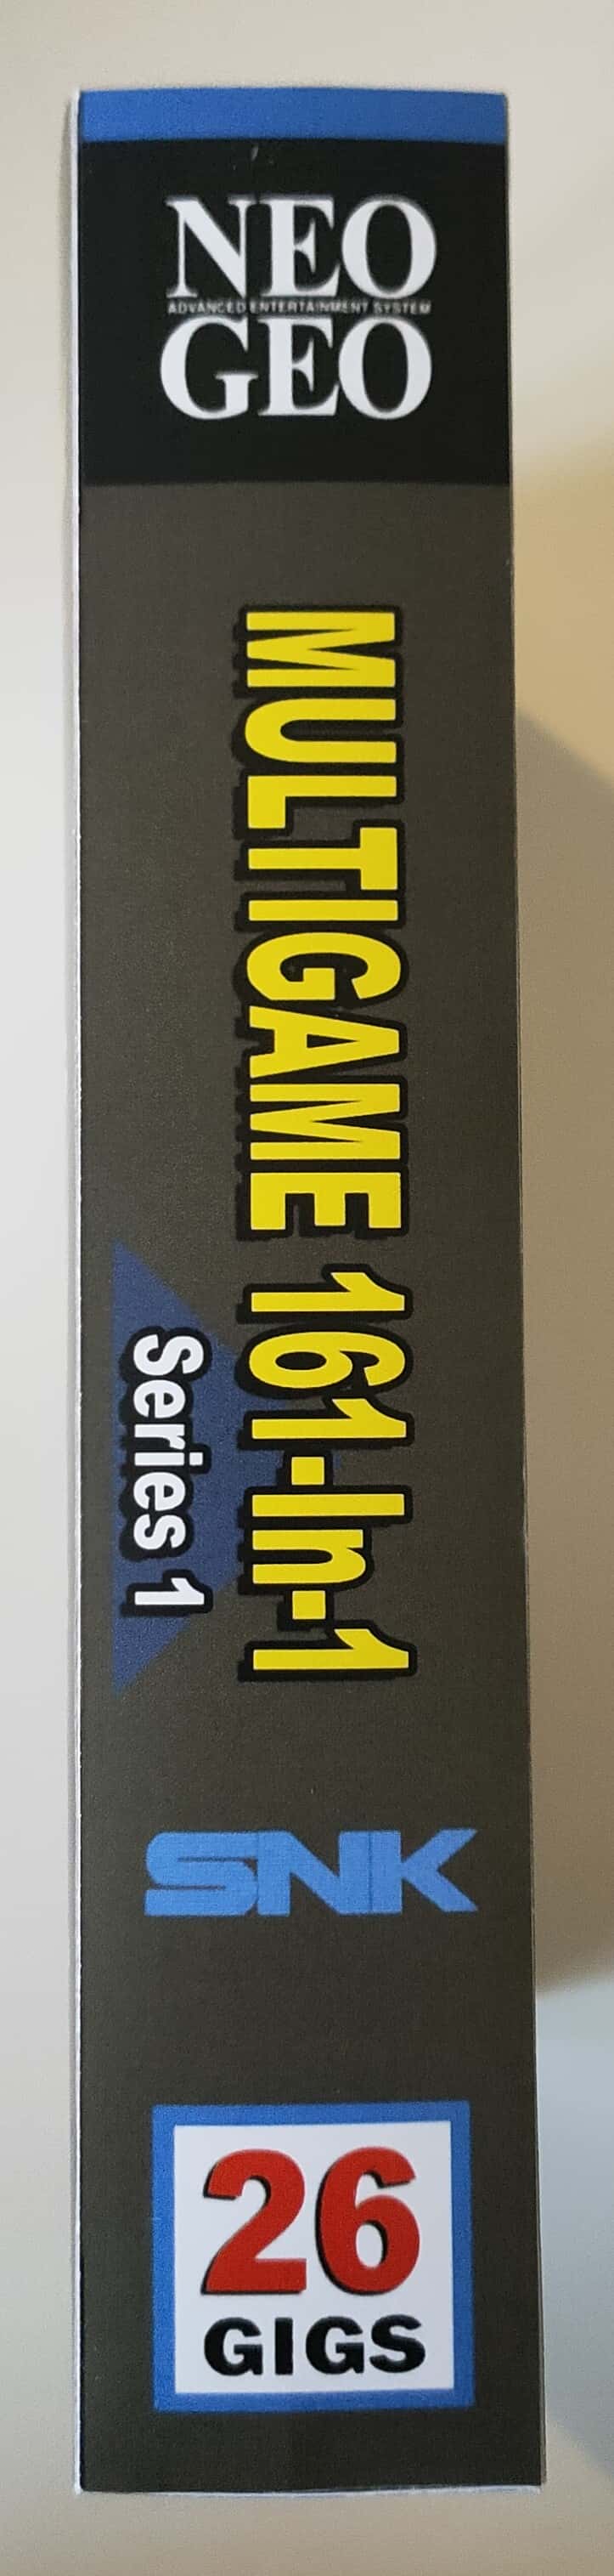 NEO
ADVANCED ENTERTAINMENT SYSTEM
GEO
MULTIGAME 161-In-1
Series 1
SNK
26
GIGS